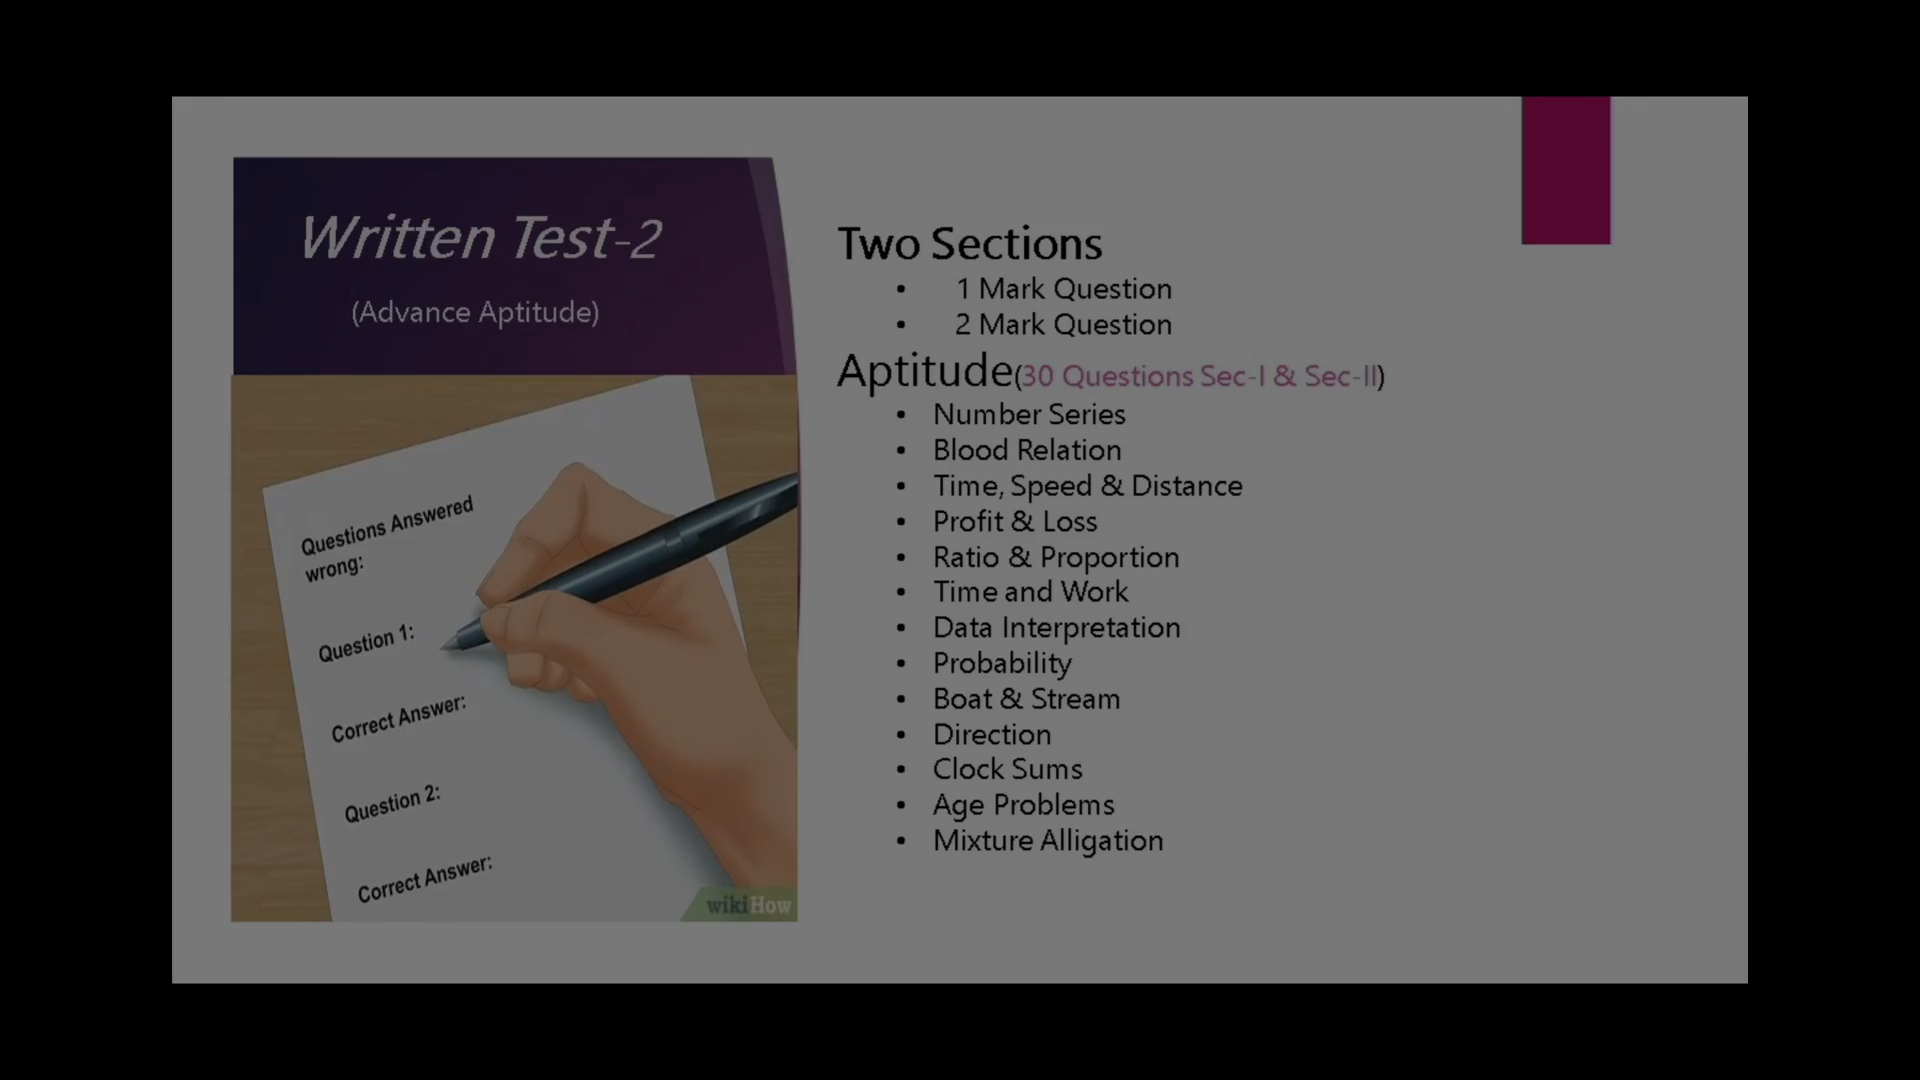 Written Test-2
(Advance Aptitude)
Questions Answered
wrong:
Question 1:
Correct Answer:
Question 2:
Correct Answer:
wikiHow
Two Sections
• 1 Mark Question
• 2 Mark Question
Aptitude(30 Questions Sec-I & Sec-II)
• Number Series
• Blood Relation
• Time, Speed & Distance
• Profit & Loss
• Ratio & Proportion
• Time and Work
• Data Interpretation
• Probability
• Boat & Stream
• Direction
• Clock Sums
• Age Problems
• Mixture Alligation